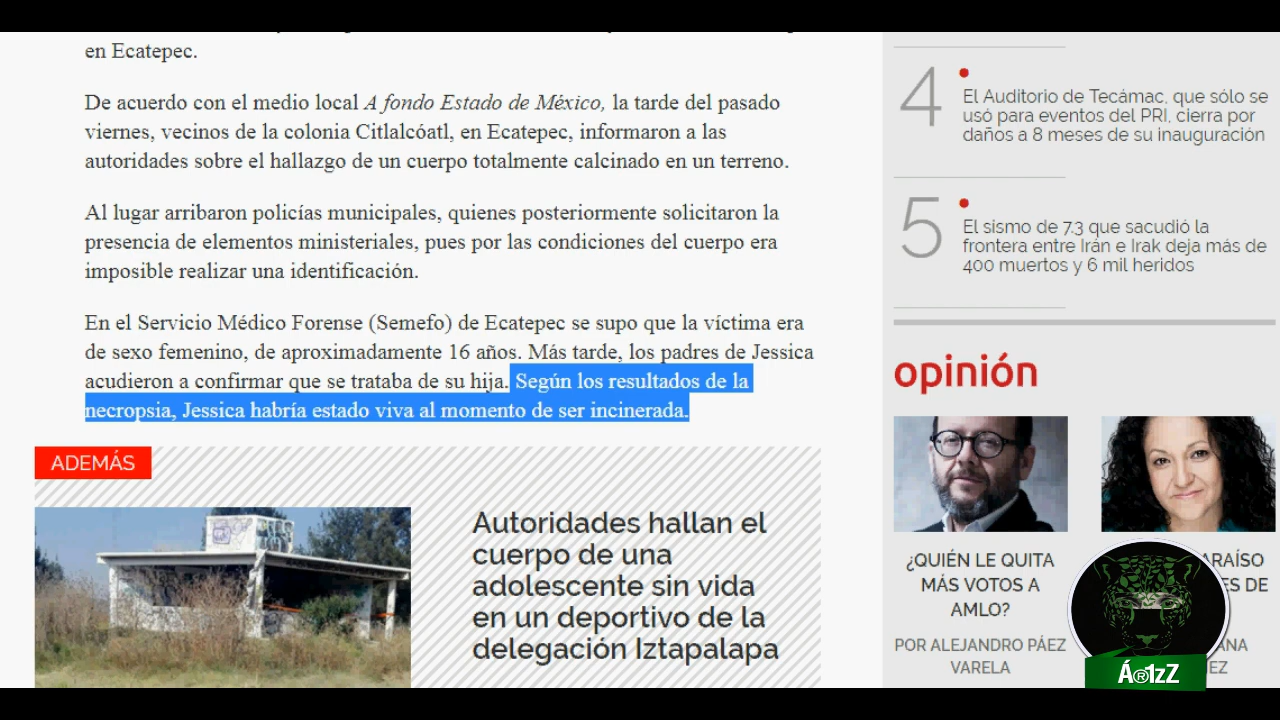 en Ecatepec.
De acuerdo con el medio local A fondo Estado de México, la tarde del pasado
viernes, vecinos de la colonia Citlalcóatl, en Ecatepec, informaron a las
autoridades sobre el hallazgo de un cuerpo totalmente calcinado en un terreno.
Al lugar arribaron policías municipales, quienes posteriormente solicitaron la
presencia de elementos ministeriales, pues por las condiciones del cuerpo era
imposible realizar una identificación.
En el Servicio Médico Forense (Semefo) de Ecatepec se supo que la víctima era
de sexo femenino, de aproximadamente 16 años. Más tarde, los padres de Jessica
acudieron a confirmar que se trataba de su hija. Según los resultados de la
necropsia, Jessica habría estado viva al momento de ser incinerada.
ADEMÁS
Autoridades hallan el
cuerpo de una
adolescente sin vida
en un deportivo de la
delegación Iztapalapa
4
El Auditorio de Tecámac, que sólo se
usó para eventos del PRI, cierra por
daños a 8 meses de su inauguración
5
El sismo de 7.3 que sacudió la
frontera entre Irán e Irak deja más de
400 muertos y 6 mil heridos
opinión
¿QUIÉN LE QUITA
MÁS VOTOS A
AMLO?
POR ALEJANDRO PÁEZ
VARELA
ARAÍSO
ES DE
ANA
EZ
Á®1zZ